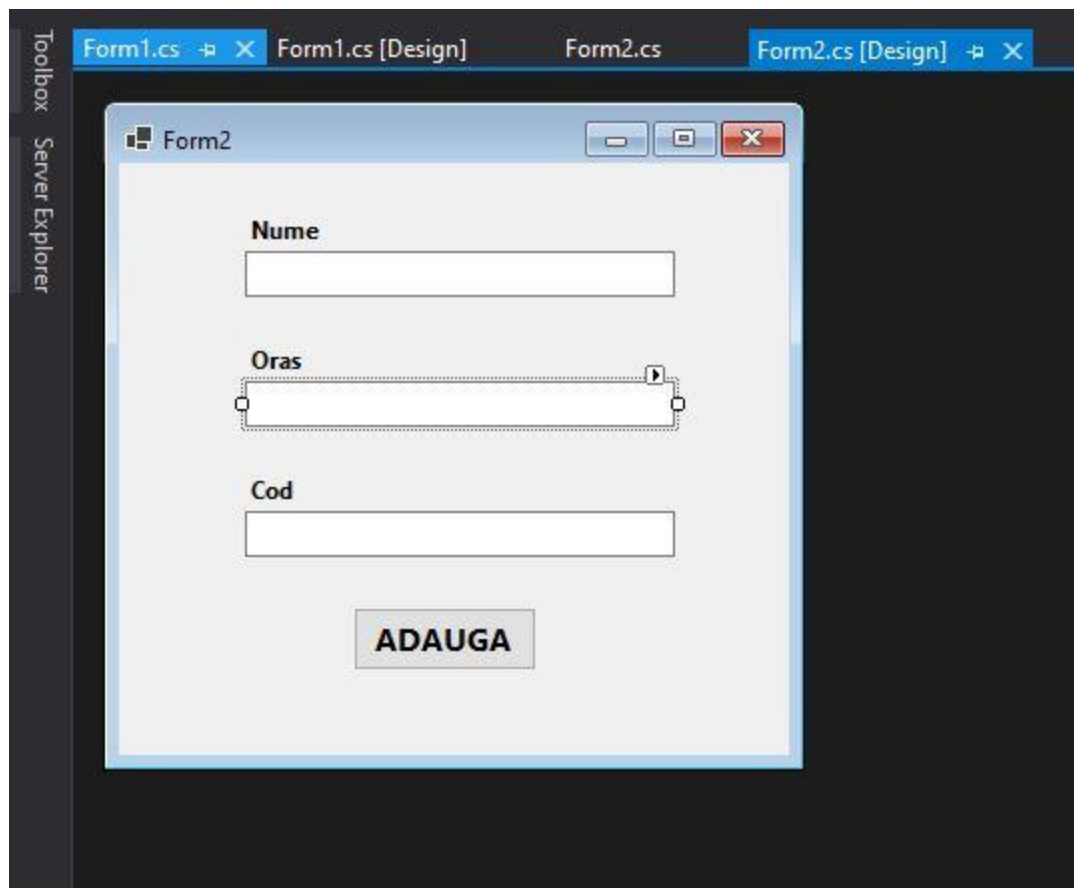 Toolbox
Server Explorer
Form1.cs Form1.cs [Design] Form2.cs Form2.cs [Design]
Form2
Nume
Oras
Cod
ADAUGA